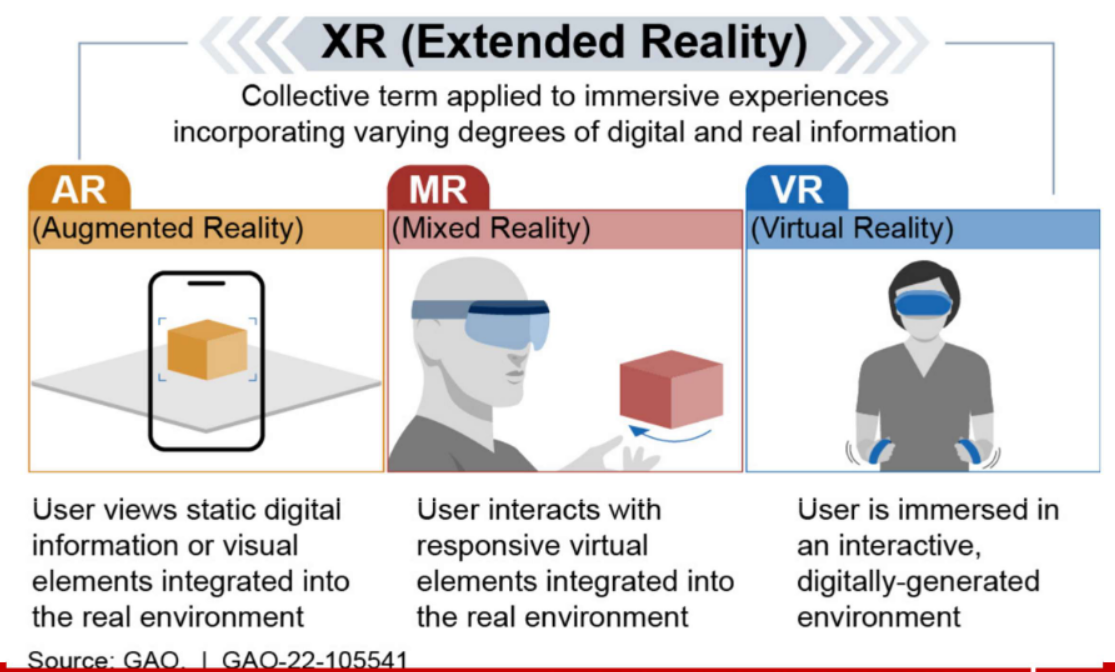 XR (Extended Reality)
Collective term applied to immersive experiences
incorporating varying degrees of digital and real information
AR
(Augmented Reality)
User views static digital
information or visual
elements integrated into
the real environment
MR
(Mixed Reality)
User interacts with
responsive virtual
elements integrated into
the real environment
VR
(Virtual Reality)
User is immersed in
an interactive,
digitally-generated
environment
Source: GAO. | GAO-22-105541